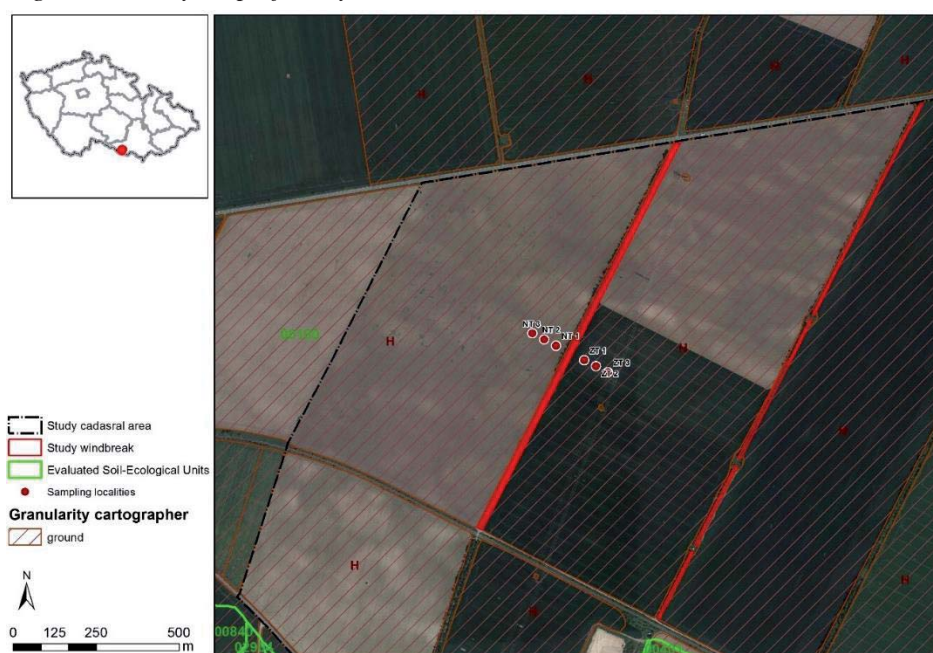 H
H
H
H
NT 3
NT 2
NT 1
H
H
ZT 1
ZT 3
ZT 2
H
Study cadasral area
Study windbreak
Evaluated Soil-Ecological Units
Sampling localities
Granularity cartographer
ground
H
H
H
N
0 125 250 500
m
00840